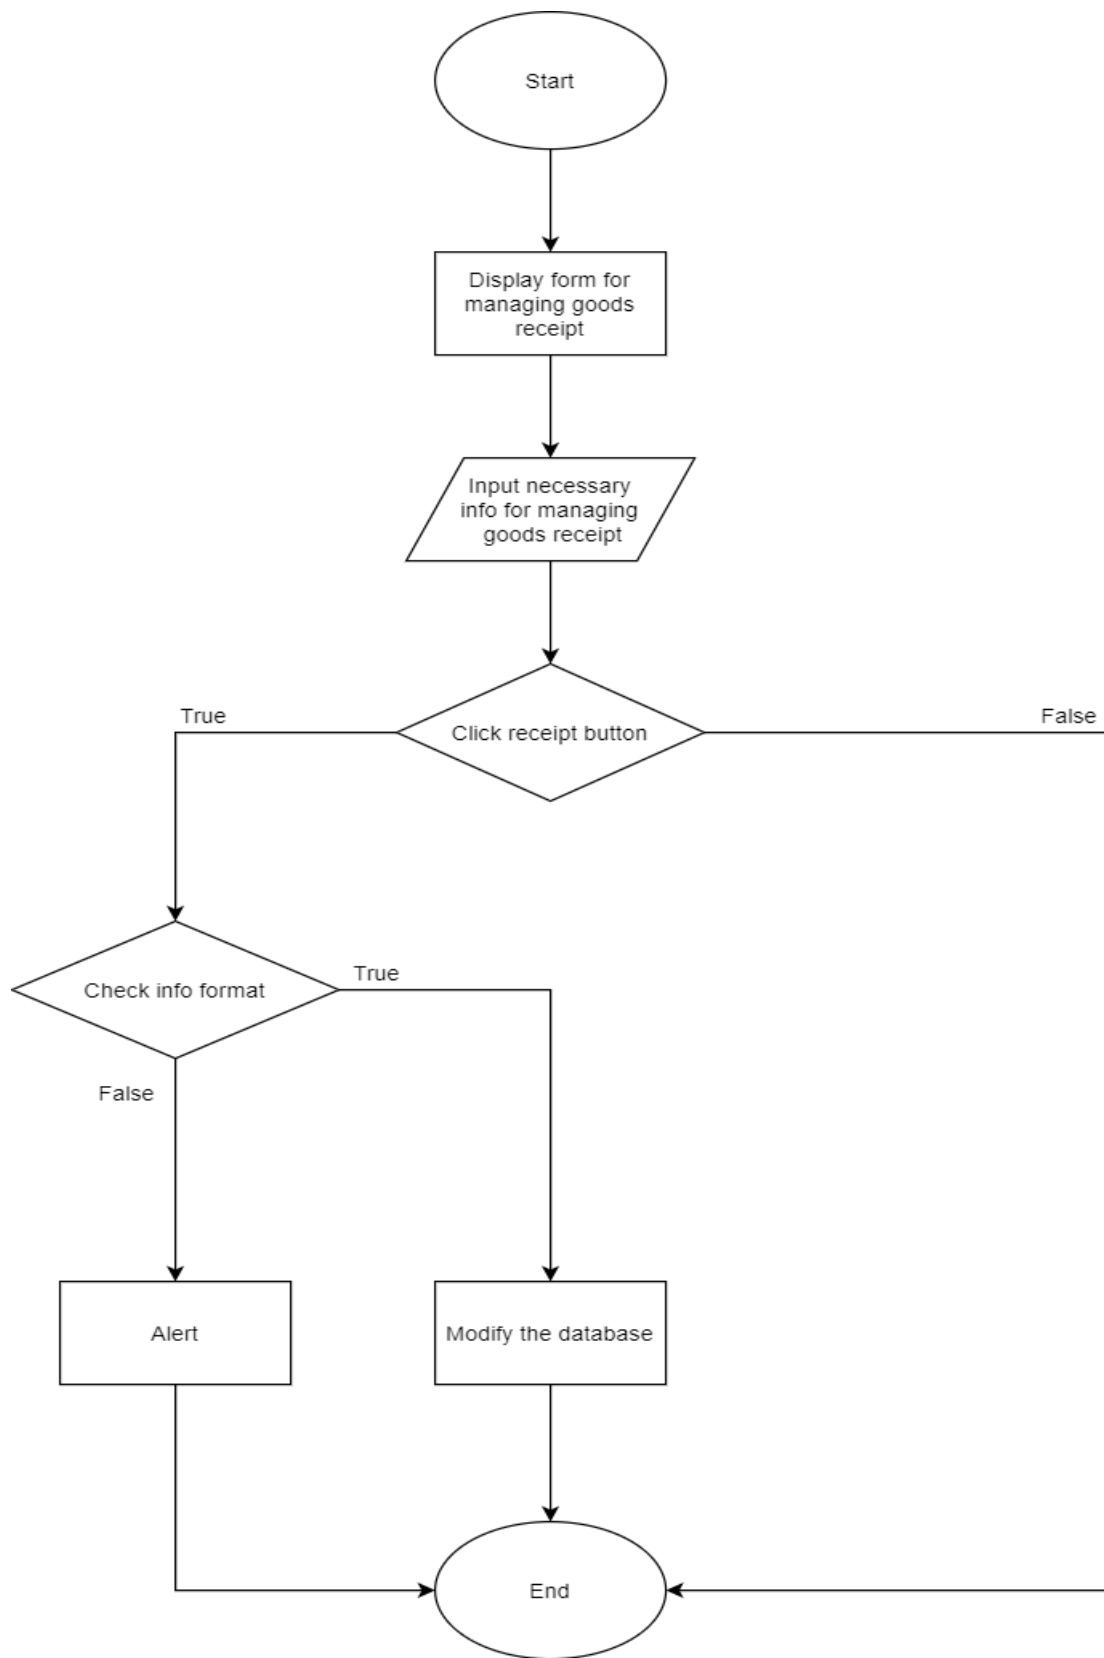 Start
Display form for
managing goods
receipt
Input necessary
info for managing
goods receipt
True
Click receipt button
False
Check info format
True
False
Alert
Modify the database
End